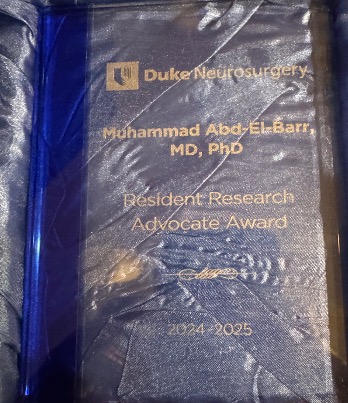 Duke Neurosurgery
Muhammad Abd-El-Barr,
MD, PhD
Resident Research
Advocate Award
2024-2025